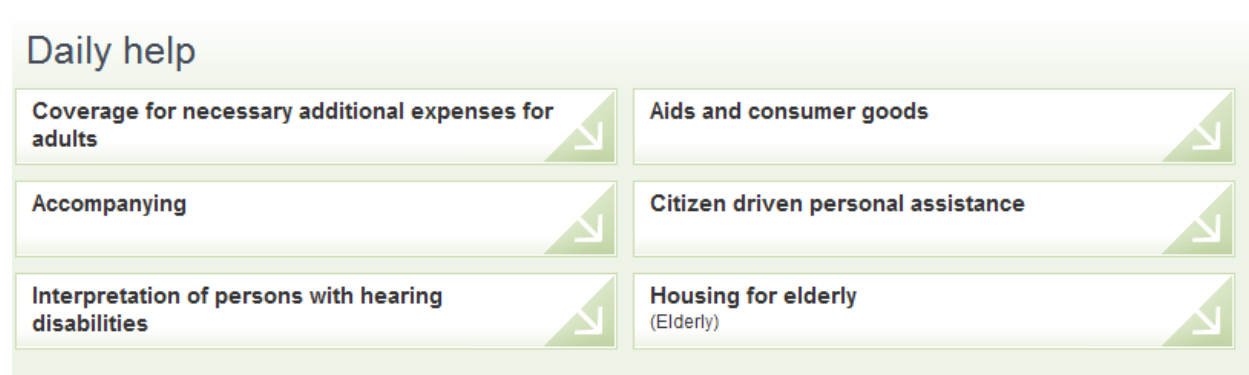 Daily help
Coverage for necessary additional expenses for
adults
Aids and consumer goods
Accompanying
Citizen driven personal assistance
Interpretation of persons with hearing
disabilities
Housing for elderly
(Elderly)